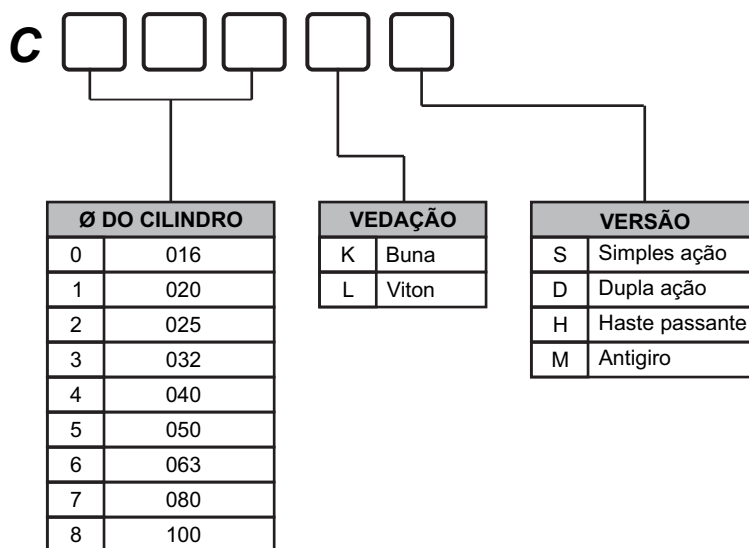 C
Ø DO CILINDRO
0 016
1 020
2 025
3 032
4 040
5 050
6 063
7 080
8 100
VEDAÇÃO
K Buna
L Viton
VERSÃO
S Simples ação
D Dupla ação
H Haste passante
M Antigiro